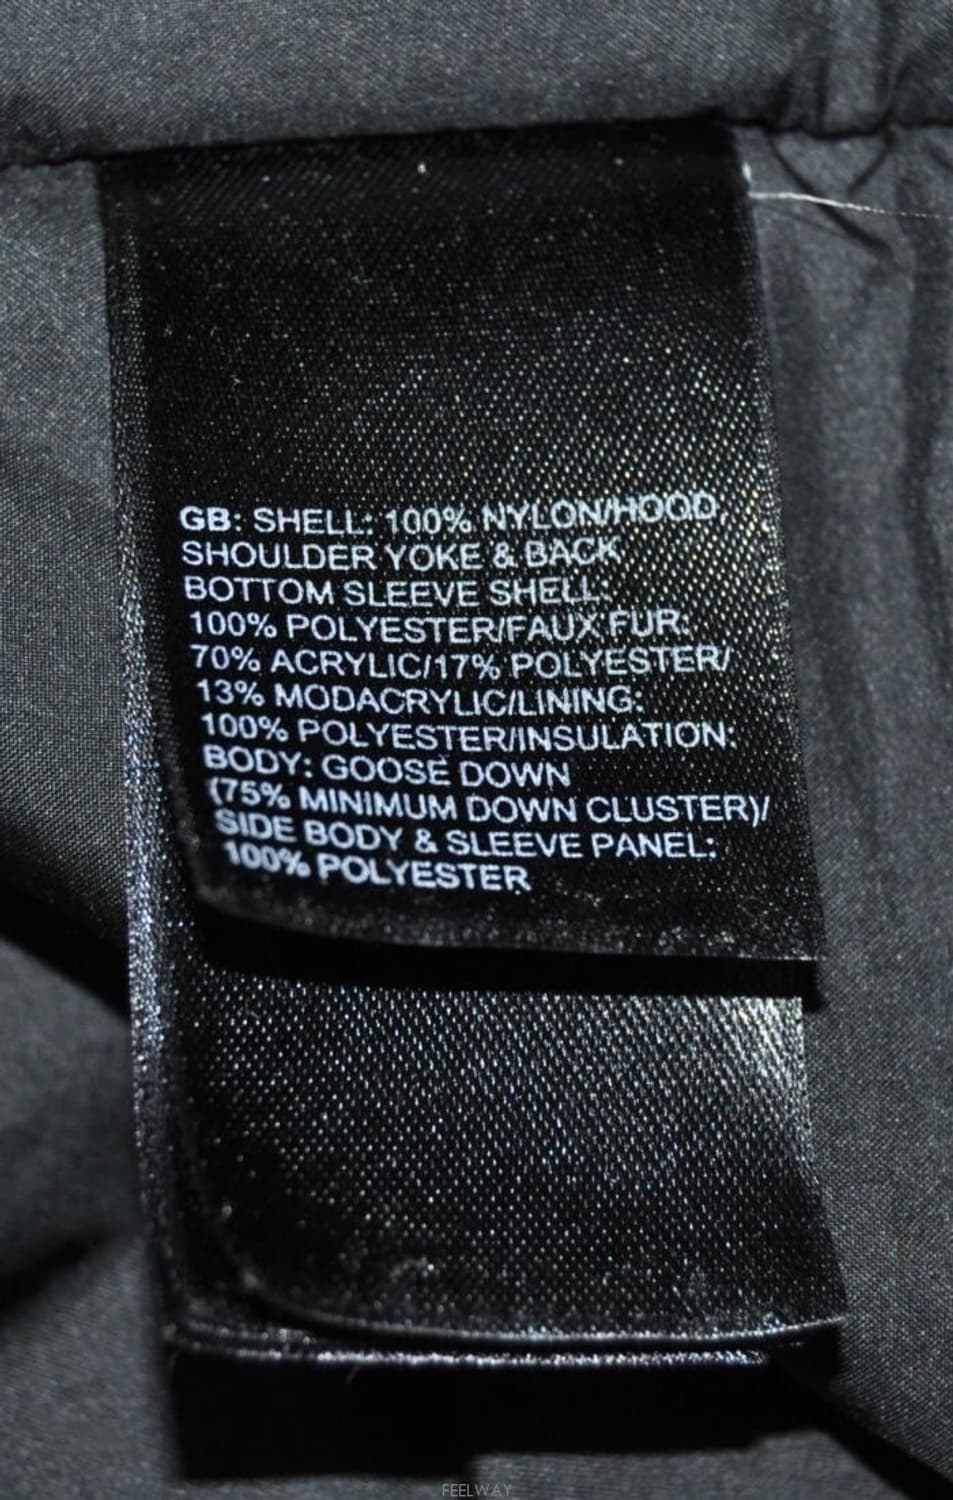 GB: SHELL: 100% NYLON/HOOD,
SHOULDER YOKE & BACK
BOTTOM SLEEVE SHELL:
100% POLYESTER/FAUX FUR:
70% ACRYLIC/17% POLYESTER/
13% MODACRYLIC/LINING:
100% POLYESTER/INSULATION:
BODY: GOOSE DOWN
(75% MINIMUM DOWN CLUSTER)/
SIDE BODY & SLEEVE PANEL:
100% POLYESTER
FEELWAY